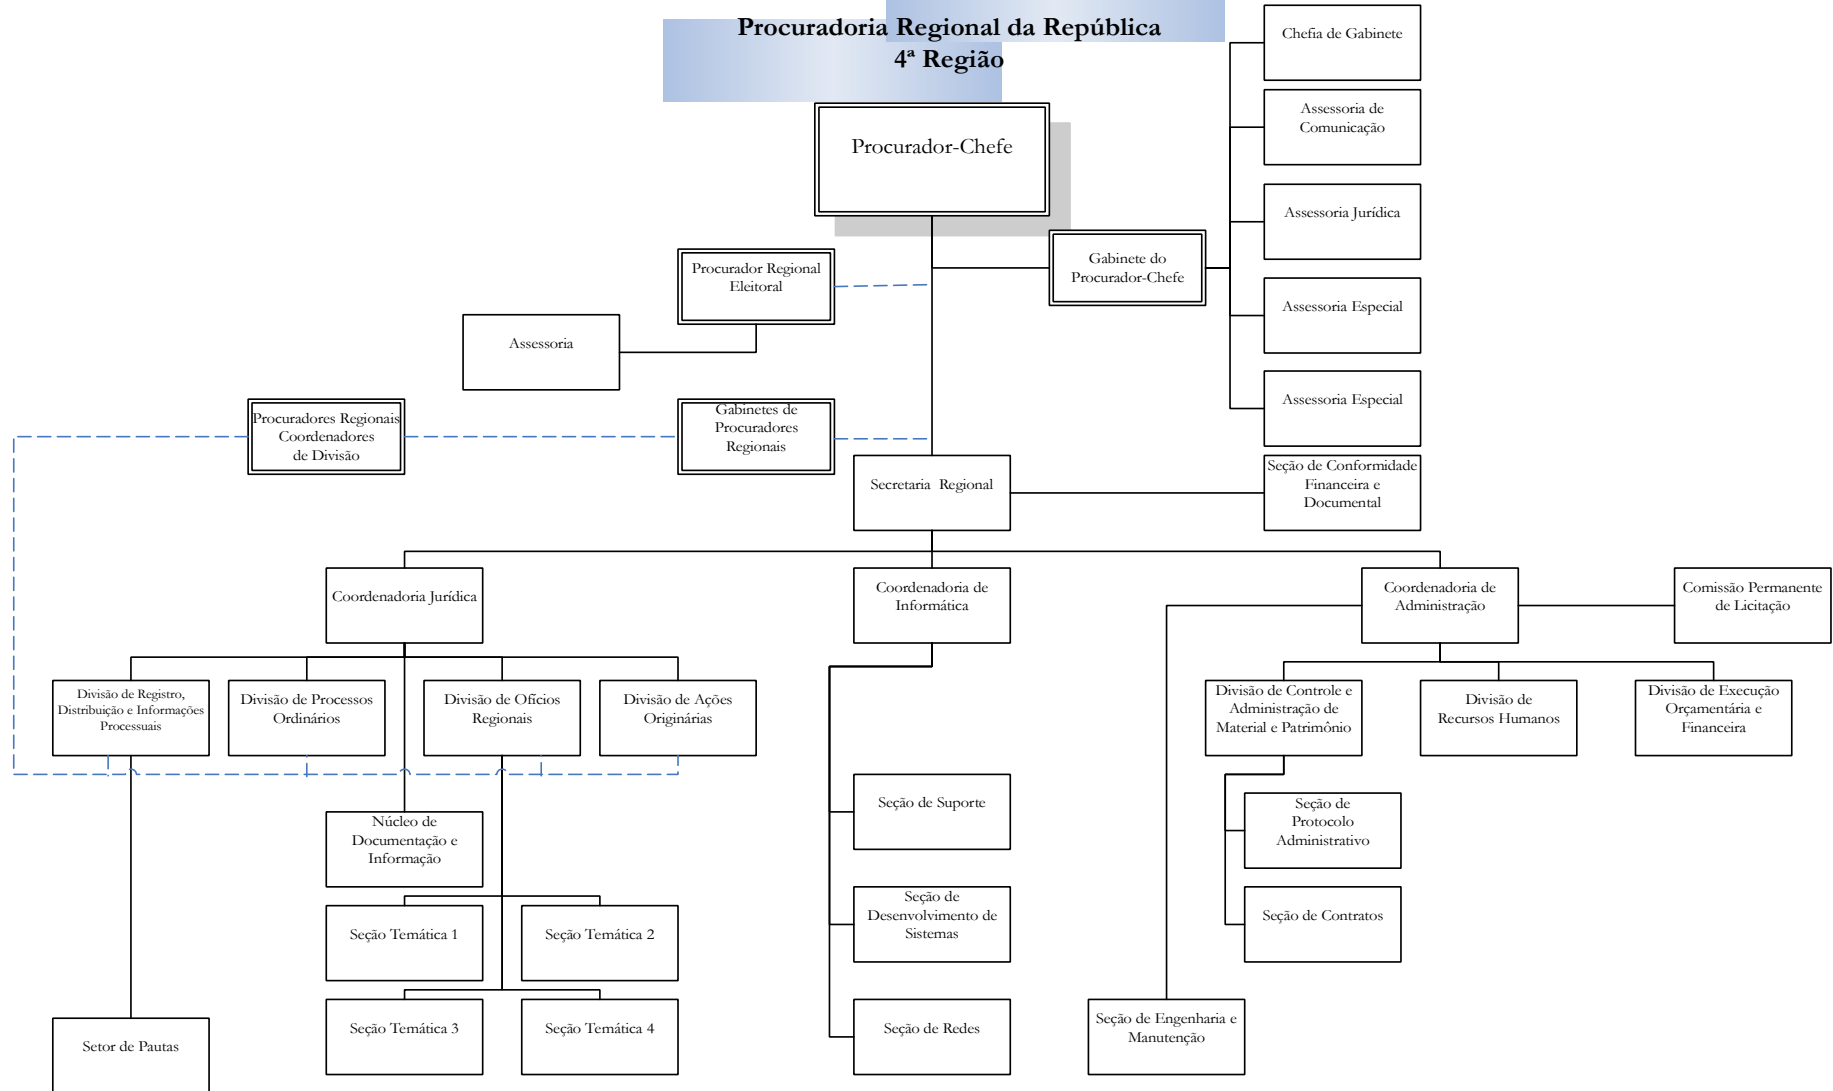 Procuradoria Regional da República
4ª Região
Chefia de Gabinete
Assessoria de
Comunicação
Procurador-Chefe
Assessoria Jurídica
Gabinete do
Procurador-Chefe
Procurador Regional
Eleitoral
Assessoria Especial
Assessoria
Assessoria Especial
Procuradores Regionais
Coordenadores
de Divisão
Gabinetes de
Procuradores
Regionais
Secretaria  Regional
Seção de Conformidade
Financeira e
Documental
Coordenadoria Jurídica
Coordenadoria de
Informática
Coordenadoria de
Administração
Comissão Permanente
de Licitação
Divisão de Registro,
Distribuição e Informações
Processuais
Divisão de Processos
Ordinários
Divisão de Ofícios
Regionais
Divisão de Ações
Originárias
Divisão de Controle e
Administração de
Material e Patrimônio
Divisão de
Recursos Humanos
Divisão de Execução
Orçamentária e
Financeira
Núcleo de
Documentação e
Informação
Seção de Suporte
Seção de
Protocolo
Administrativo
Seção Temática 1
Seção Temática 2
Seção de
Desenvolvimento de
Sistemas
Seção de Contratos
Seção Temática 3
Seção Temática 4
Seção de Redes
Seção de Engenharia e
Manutenção
Setor de Pautas